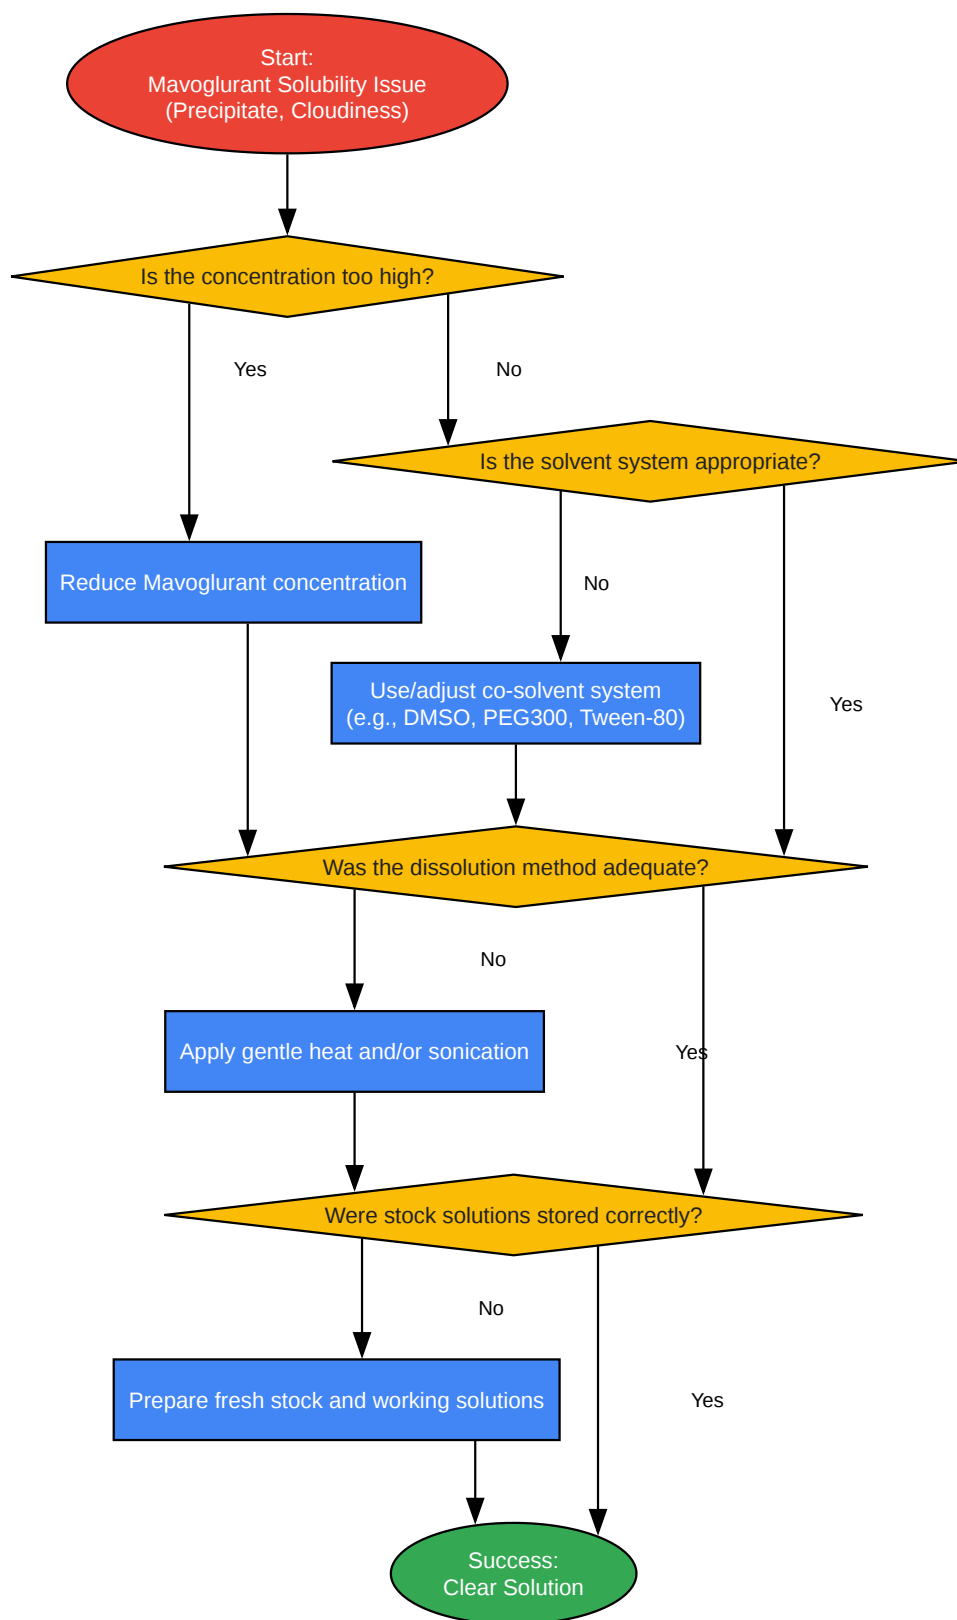 Start:
Mavoglurant Solubility Issue
(Precipitate, Cloudiness)
Is the concentration too high?
Yes
No
Is the solvent system appropriate?
Reduce Mavoglurant concentration
No
Use/adjust co-solvent system
(e.g., DMSO, PEG300, Tween-80)
Yes
Was the dissolution method adequate?
No
Apply gentle heat and/or sonication
Yes
Were stock solutions stored correctly?
No
Prepare fresh stock and working solutions
Yes
Success:
Clear Solution